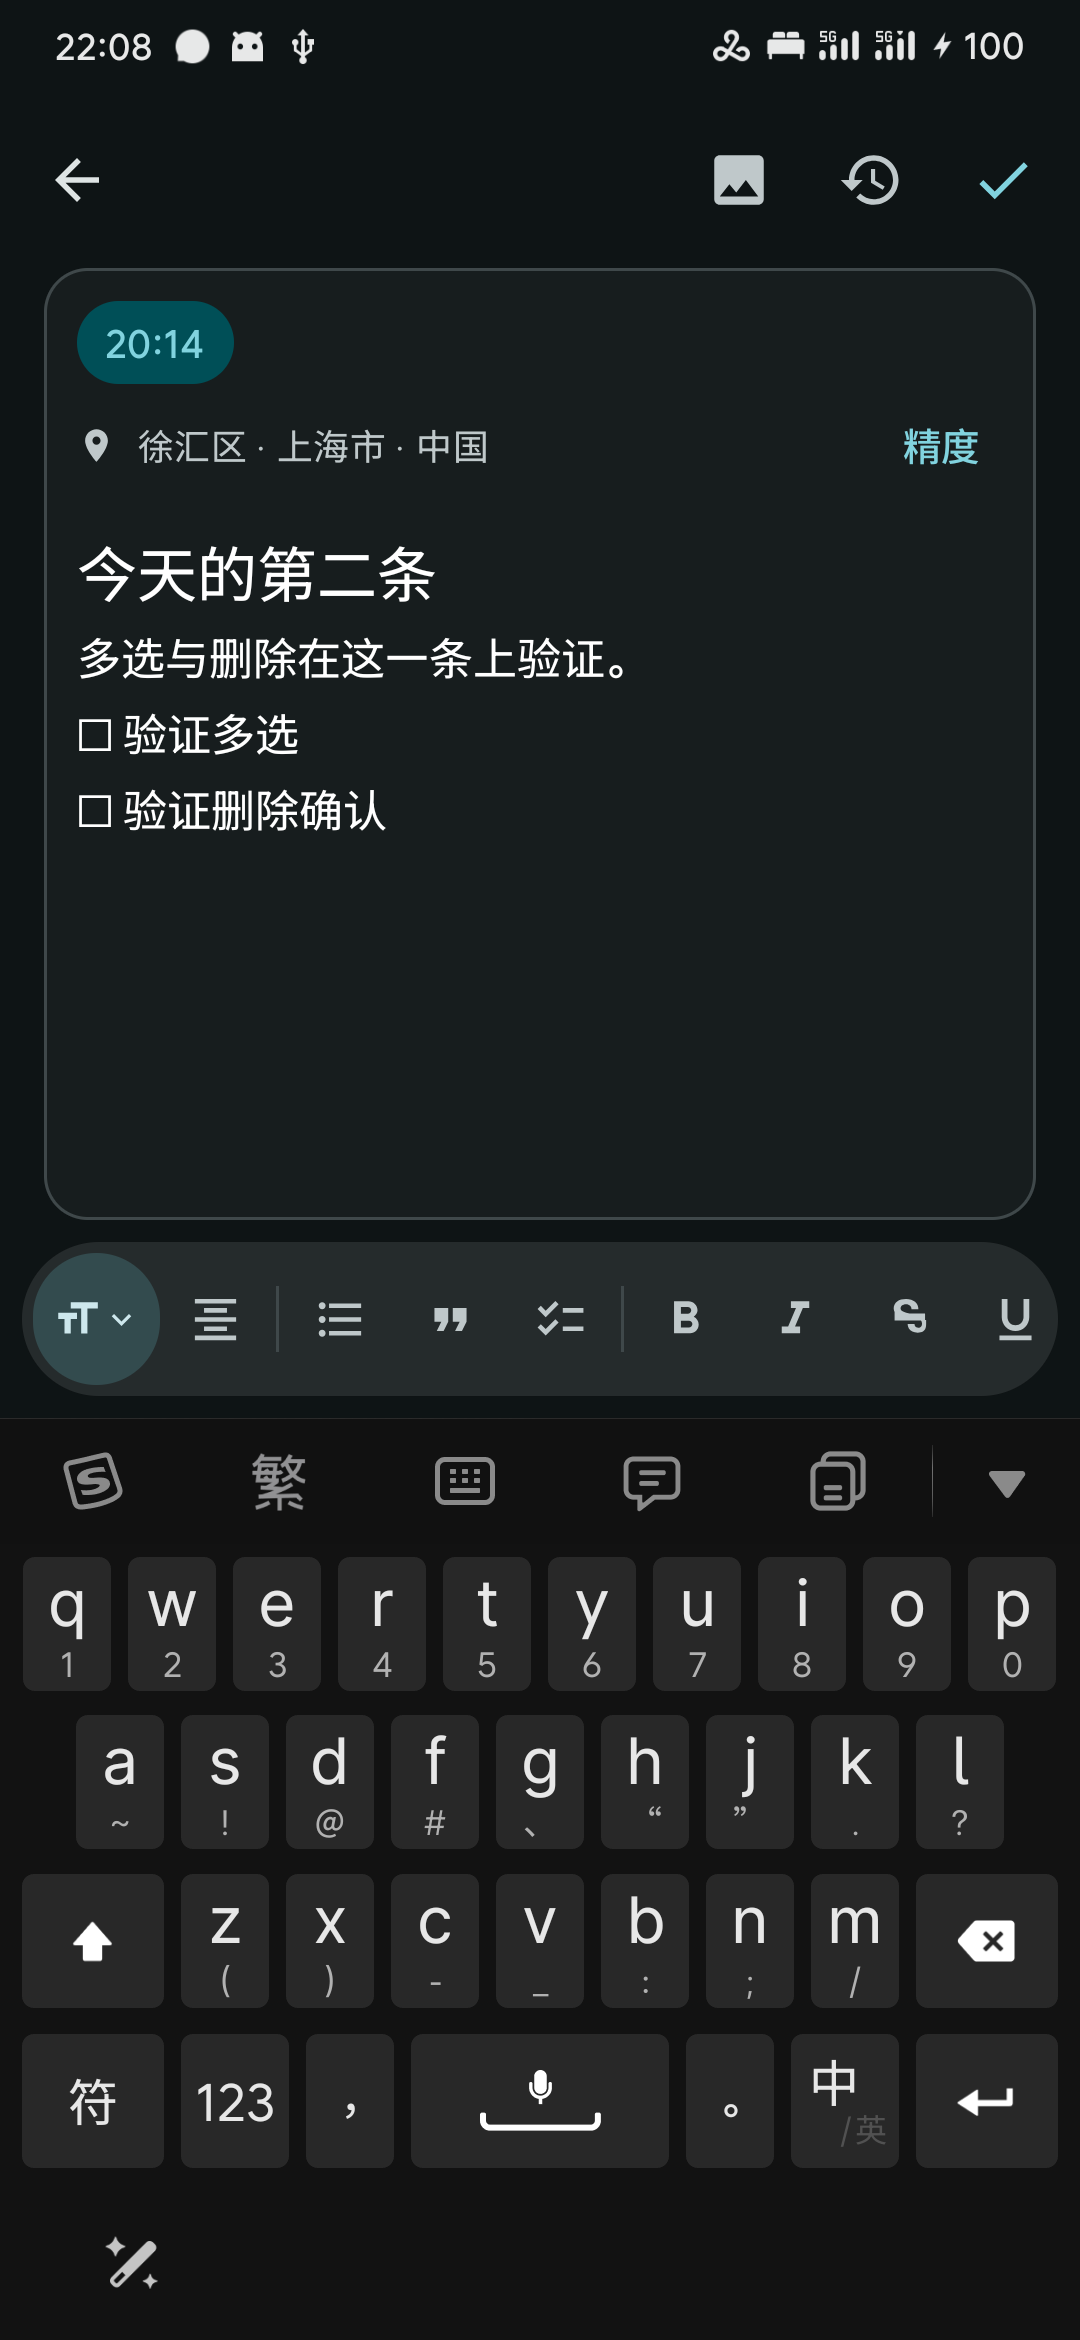 22:08
5G 5G 100
20:14
徐汇区 · 上海市 · 中国
精度
今天的第二条
多选与删除在这一条上验证。
☐ 验证多选
☐ 验证删除确认
B I S U
繁
q w e r t y u i o p
1 2 3 4 5 6 7 8 9 0
a s d f g h j k l
~ ! @ # 、 “ ” . ?
z x c v b n m
( ) - _ : ; /
符 123 ， 。 中/英